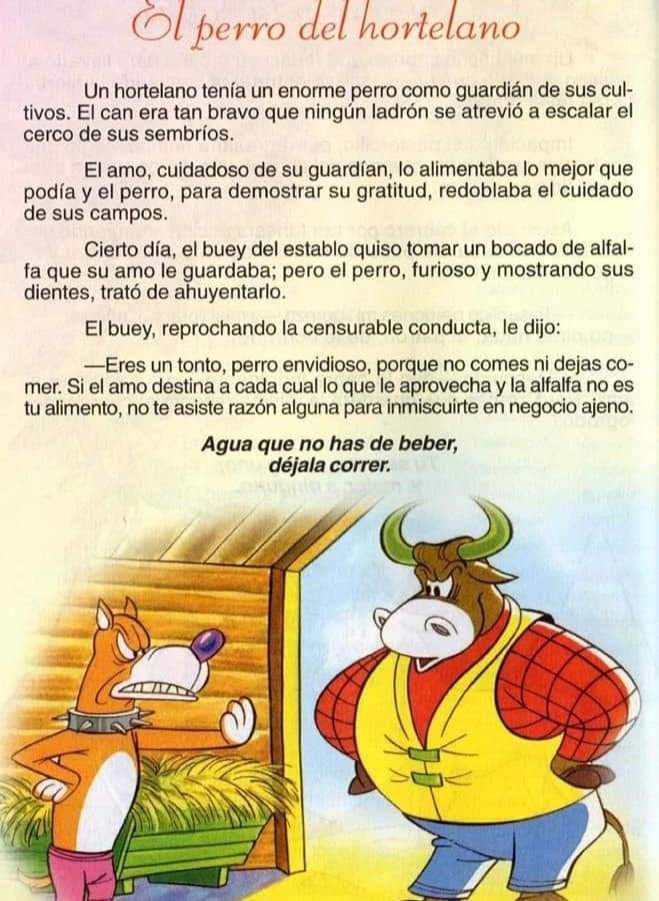 El perro del hortelano
Un hortelano tenía un enorme perro como guardián de sus cul-
tivos. El can era tan bravo que ningún ladrón se atrevió a escalar el
cerco de sus sembríos.
El amo, cuidadoso de su guardían, lo alimentaba lo mejor que
podía y el perro, para demostrar su gratitud, redoblaba el cuidado
de sus campos.
Cierto día, el buey del establo quiso tomar un bocado de alfal-
fa que su amo le guardaba; pero el perro, furioso y mostrando sus
dientes, trató de ahuyentarlo.
El buey, reprochando la censurable conducta, le dijo:
—Eres un tonto, perro envidioso, porque no comes ni dejas co-
mer. Si el amo destina a cada cual lo que le aprovecha y la alfalfa no es
tu alimento, no te asiste razón alguna para inmiscuirte en negocio ajeno.
Agua que no has de beber,
déjala correr.